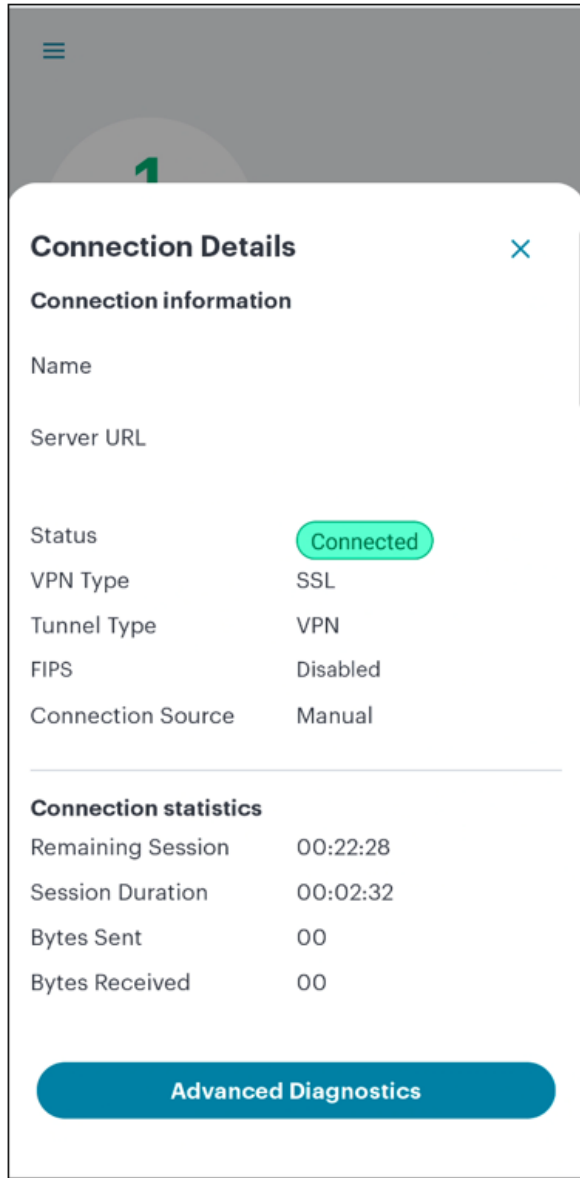 1
Connection Details
Connection information
Name
Server URL
Status Connected
VPN Type SSL
Tunnel Type VPN
FIPS Disabled
Connection Source Manual
Connection statistics
Remaining Session 00:22:28
Session Duration 00:02:32
Bytes Sent 00
Bytes Received 00
Advanced Diagnostics